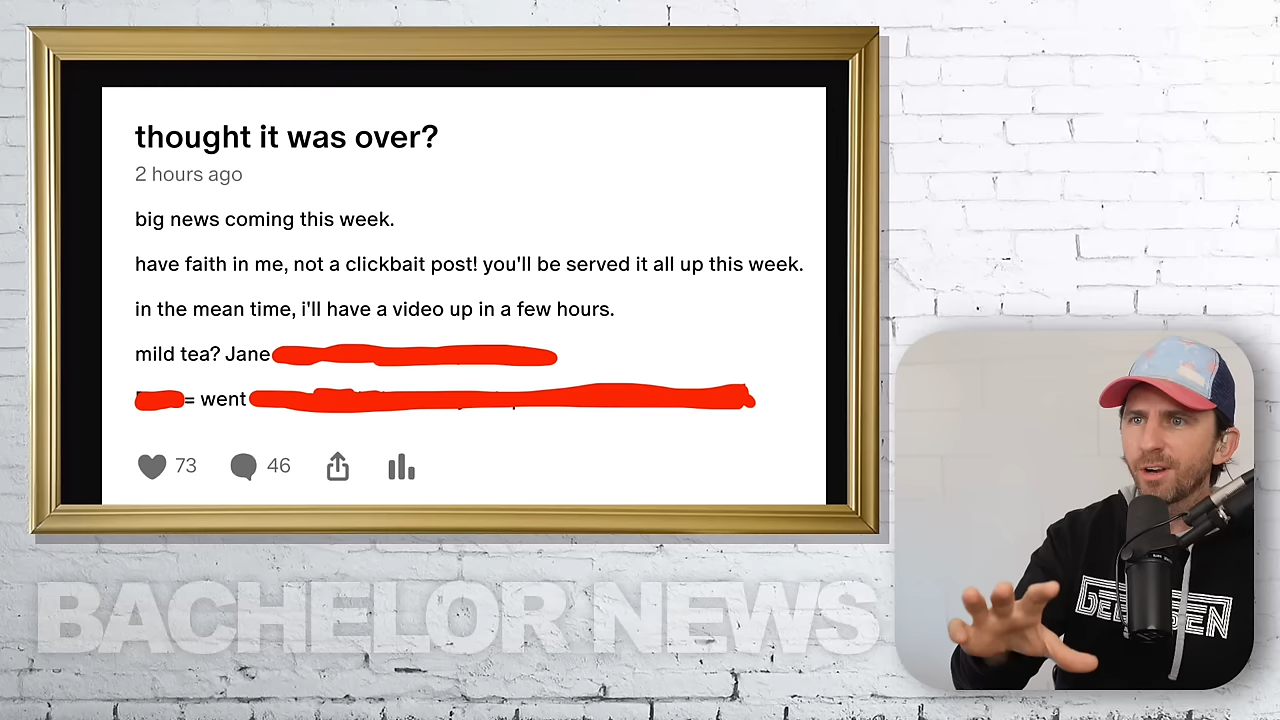 thought it was over?
2 hours ago
big news coming this week.
have faith in me, not a clickbait post! you'll be served it all up this week.
in the mean time, i'll have a video up in a few hours.
mild tea? Jane
= went
73 46
BACHELOR NEWS